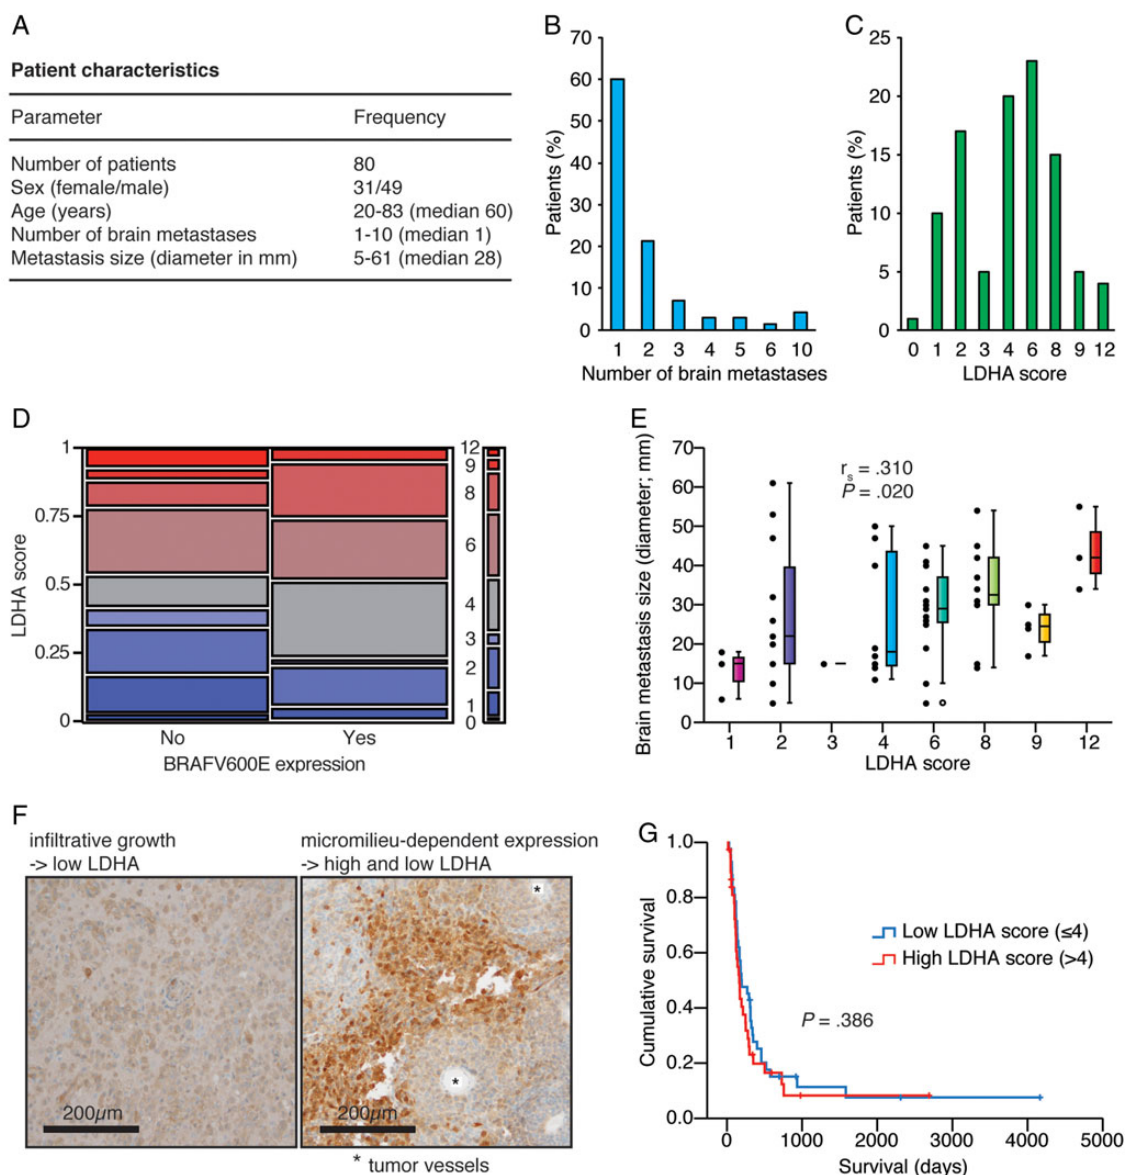 A
Patient characteristics
Parameter Frequency
Number of patients 80
Sex (female/male) 31/49
Age (years) 20-83 (median 60)
Number of brain metastases 1-10 (median 1)
Metastasis size (diameter in mm) 5-61 (median 28)
B
Patients (%)
70
60
50
40
30
20
10
0
1 2 3 4 5 6 10
Number of brain metastases
C
Patients (%)
25
20
15
10
5
0
0 1 2 3 4 6 8 9 12
LDHA score
D
LDHA score
1
0.75
0.5
0.25
0
12
9
8
6
4
3
2
1
0
No Yes
BRAFV600E expression
E
Brain metastasis size (diameter; mm)
70
60
50
40
30
20
10
0
rs = .310
P = .020
1 2 3 4 6 8 9 12
LDHA score
F
infiltrative growth
-> low LDHA
micromilieu-dependent expression
-> high and low LDHA
*
*
200µm
200µm
* tumor vessels
G
Cumulative survival
1.0
0.8
0.6
0.4
0.2
0.0
Low LDHA score (≤4)
High LDHA score (>4)
P = .386
0 1000 2000 3000 4000 5000
Survival (days)